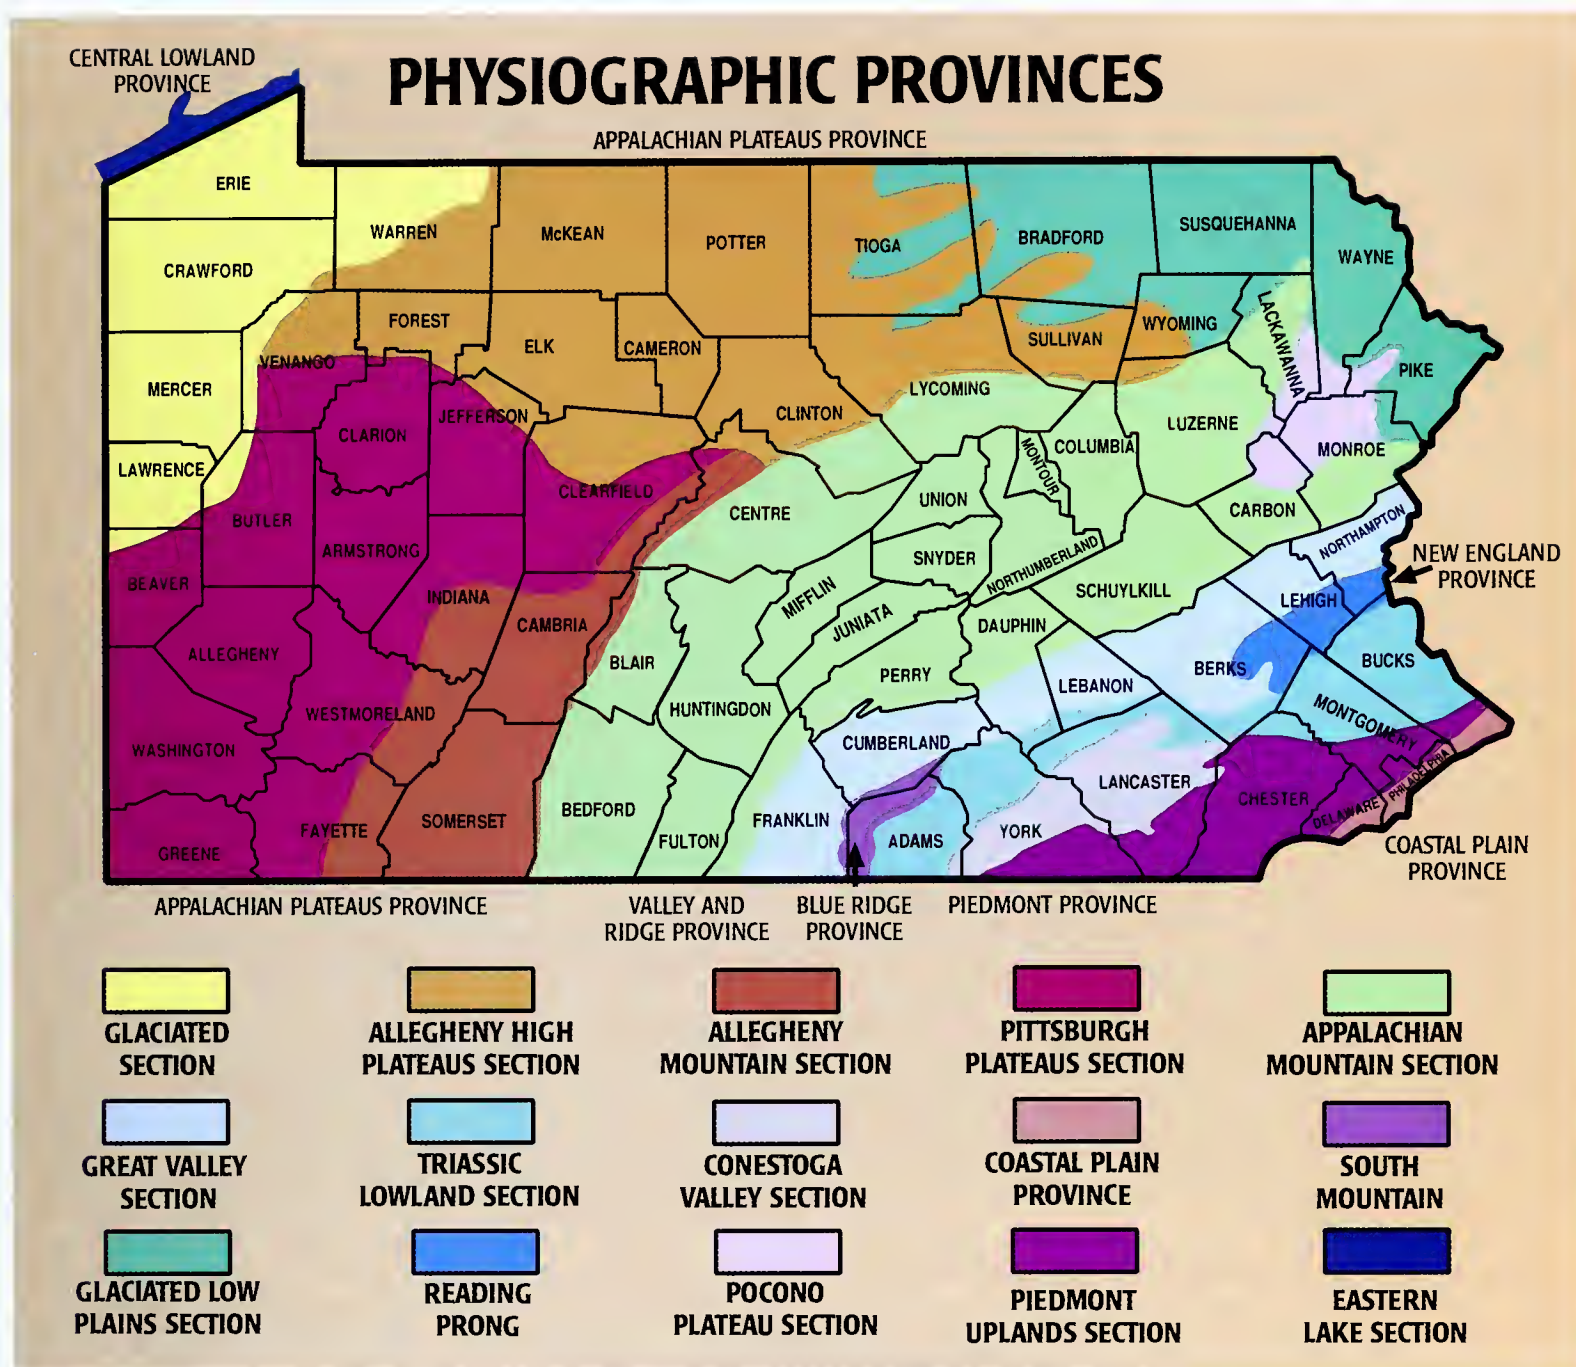 CENTRAL LOWLAND
PROVINCE
PHYSIOGRAPHIC PROVINCES
APPALACHIAN PLATEAUS PROVINCE
ERIE
WARREN
McKEAN
POTTER
TIOGA
BRADFORD
SUSQUEHANNA
WAYNE
CRAWFORD
FOREST
ELK
CAMERON
SULLIVAN
WYOMING
LACKAWANNA
PIKE
VENANGO
MERCER
JEFFERSON
CLINTON
LYCOMING
LUZERNE
CLARION
COLUMBIA
MONTOUR
MONROE
LAWRENCE
CLEARFIELD
UNION
CENTRE
BUTLER
CARBON
NORTHAMPTON
ARMSTRONG
SNYDER
NORTHUMBERLAND
NEW ENGLAND
PROVINCE
BEAVER
INDIANA
MIFFLIN
SCHUYLKILL
LEHIGH
CAMBRIA
JUNIATA
DAUPHIN
ALLEGHENY
BLAIR
PERRY
LEBANON
BERKS
BUCKS
WESTMORELAND
HUNTINGDON
MONTGOMERY
WASHINGTON
CUMBERLAND
LANCASTER
CHESTER
PHILADELPHIA
DELAWARE
BEDFORD
FRANKLIN
FAYETTE
SOMERSET
FULTON
ADAMS
YORK
GREENE
COASTAL PLAIN
PROVINCE
APPALACHIAN PLATEAUS PROVINCE
VALLEY AND
RIDGE PROVINCE
BLUE RIDGE
PROVINCE
PIEDMONT PROVINCE
GLACIATED
SECTION
ALLEGHENY HIGH
PLATEAUS SECTION
ALLEGHENY
MOUNTAIN SECTION
PITTSBURGH
PLATEAUS SECTION
APPALACHIAN
MOUNTAIN SECTION
GREAT VALLEY
SECTION
TRIASSIC
LOWLAND SECTION
CONESTOGA
VALLEY SECTION
COASTAL PLAIN
PROVINCE
SOUTH
MOUNTAIN
GLACIATED LOW
PLAINS SECTION
READING
PRONG
POCONO
PLATEAU SECTION
PIEDMONT
UPLANDS SECTION
EASTERN
LAKE SECTION